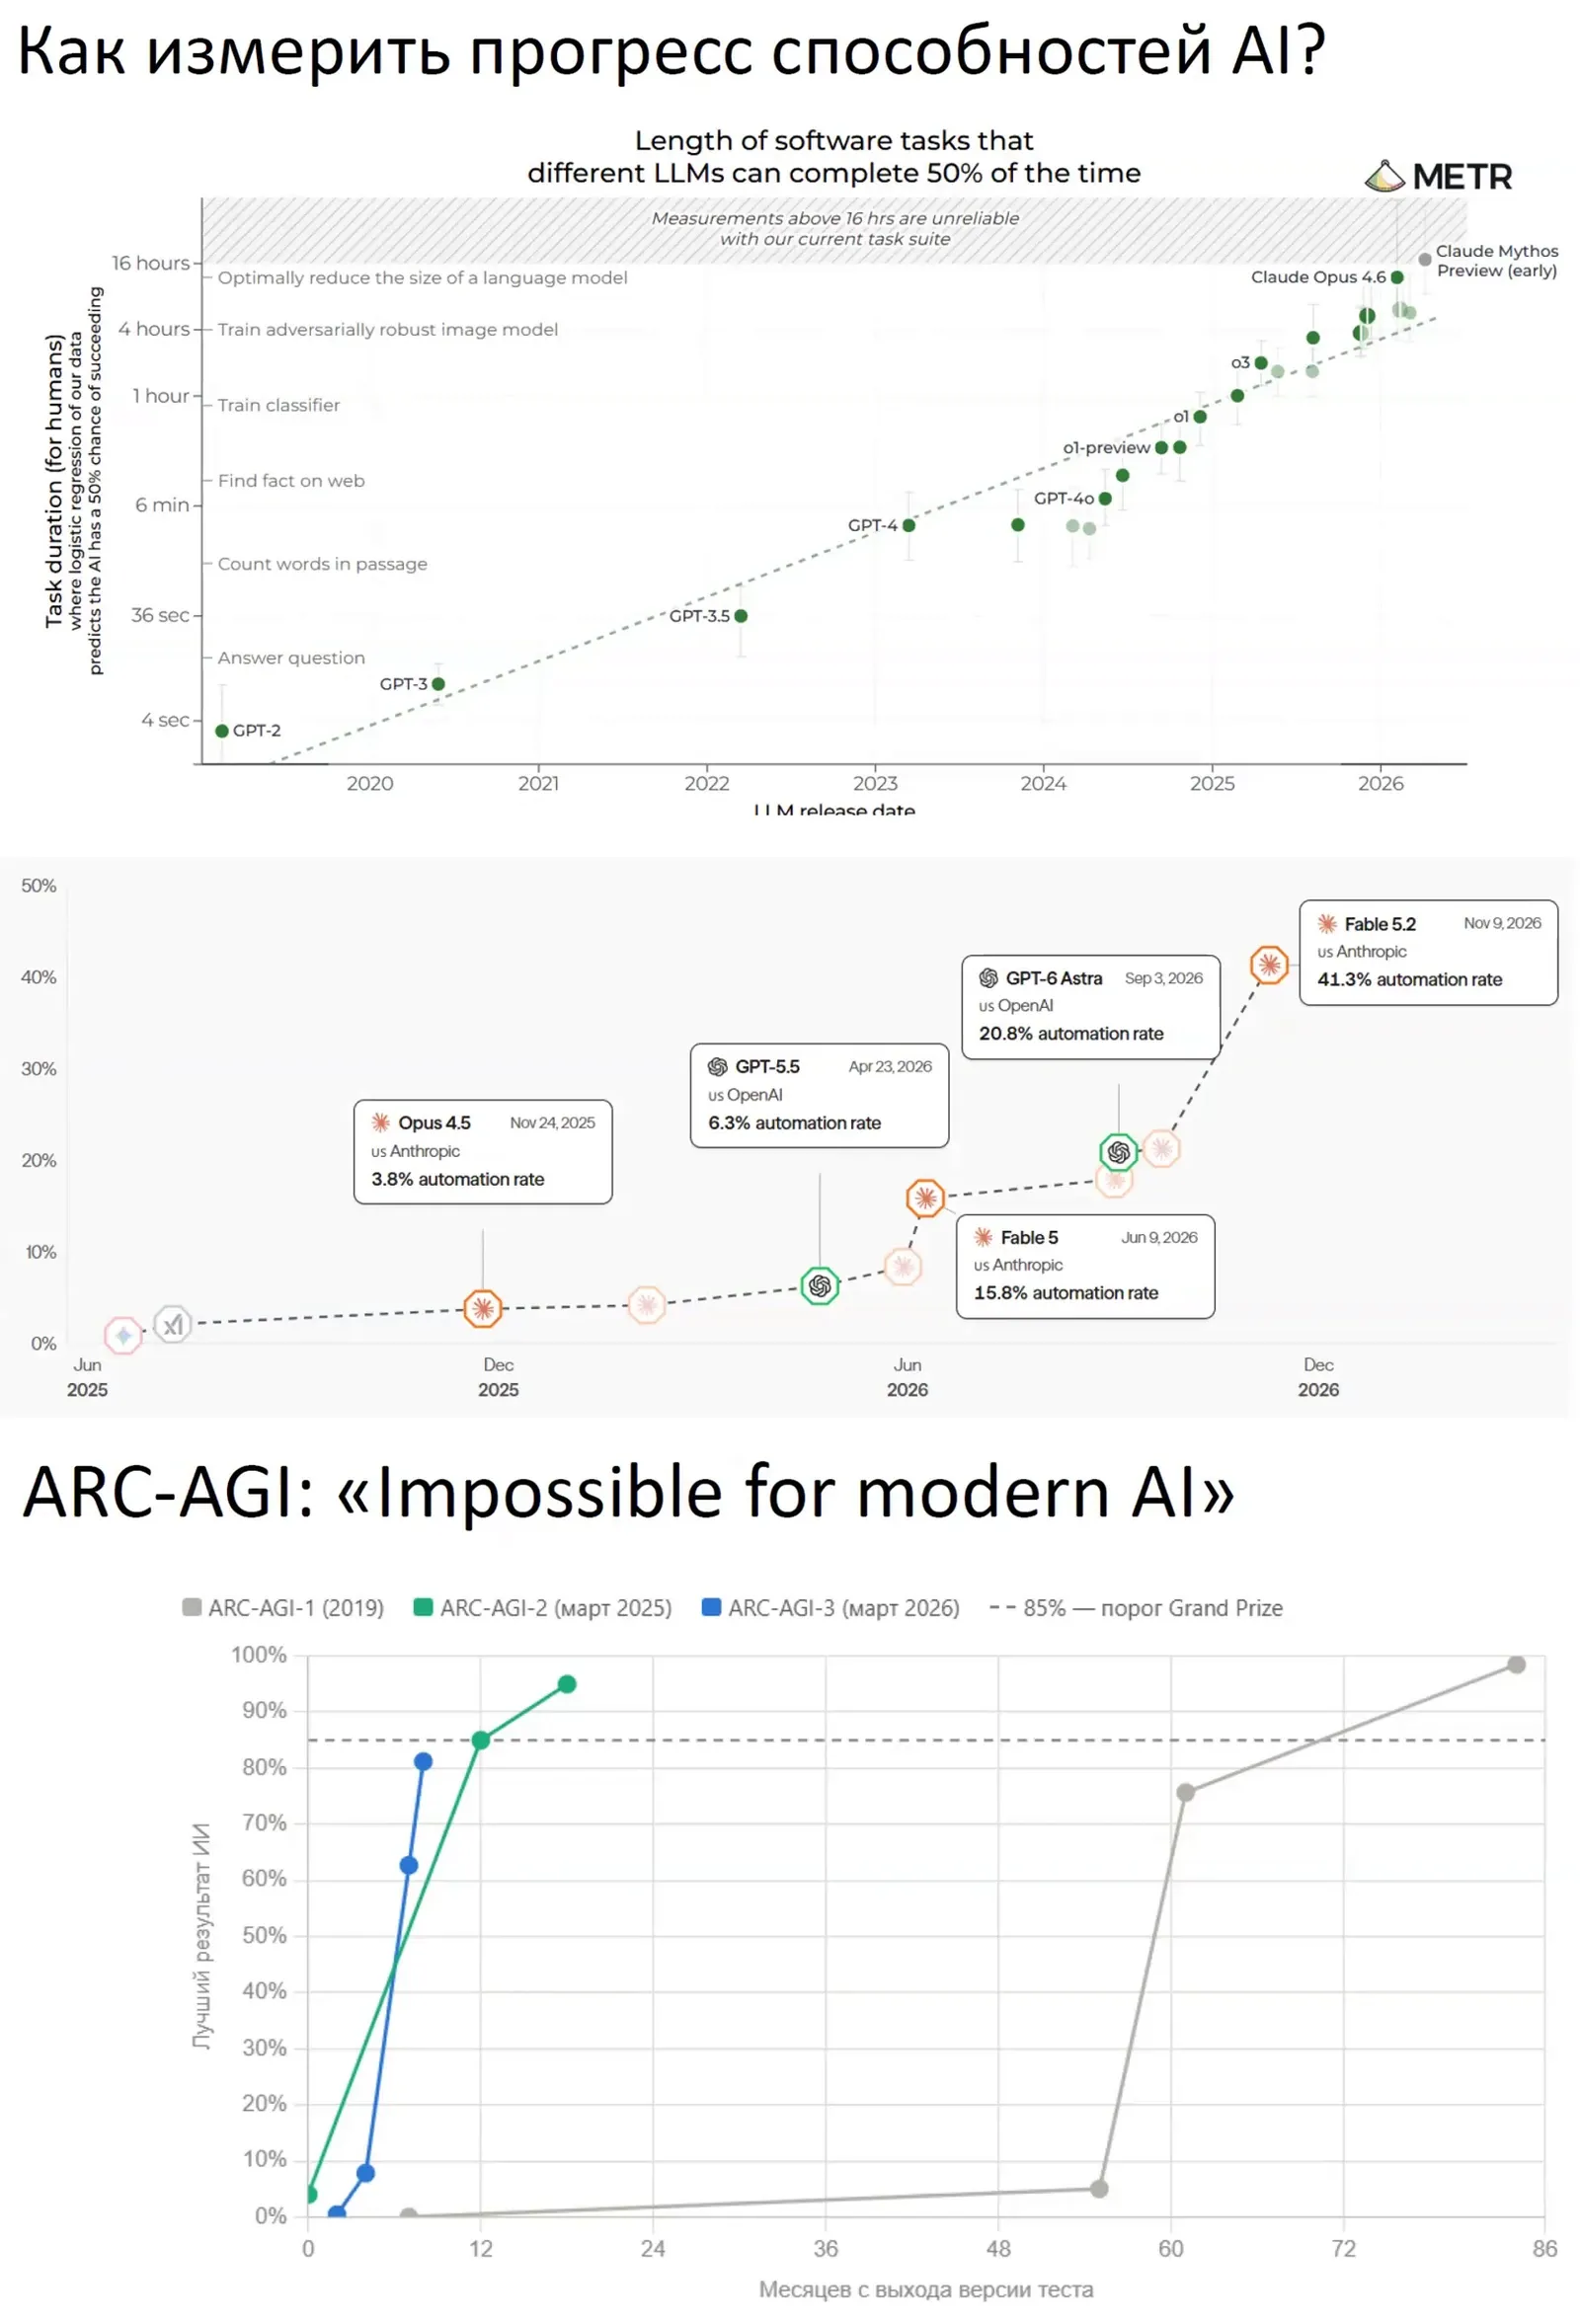 Как измерить прогресс способностей AI?
Length of software tasks that
different LLMs can complete 50% of the time
METR
Measurements above 16 hrs are unreliable
with our current task suite
Task duration (for humans)
where logistic regression of our data
predicts the AI has a 50% chance of succeeding
16 hours
4 hours
1 hour
6 min
36 sec
4 sec
Optimally reduce the size of a language model
Train adversarially robust image model
Train classifier
Find fact on web
Count words in passage
Answer question
Claude Mythos
Preview (early)
Claude Opus 4.6
o3
o1
o1-preview
GPT-4o
GPT-4
GPT-3.5
GPT-3
GPT-2
2020 2021 2022 2023 2024 2025 2026
LLM release date
50%
40%
30%
20%
10%
0%
Fable 5.2 Nov 9, 2026
us Anthropic
41.3% automation rate
GPT-6 Astra Sep 3, 2026
us OpenAI
20.8% automation rate
GPT-5.5 Apr 23, 2026
us OpenAI
6.3% automation rate
Opus 4.5 Nov 24, 2025
us Anthropic
3.8% automation rate
Fable 5 Jun 9, 2026
us Anthropic
15.8% automation rate
Jun Dec Jun Dec
2025 2025 2026 2026
ARC-AGI: «Impossible for modern AI»
ARC-AGI-1 (2019) ARC-AGI-2 (март 2025) ARC-AGI-3 (март 2026) 85% — порог Grand Prize
Лучший результат ИИ
100%
90%
80%
70%
60%
50%
40%
30%
20%
10%
0%
0 12 24 36 48 60 72 86
Месяцев с выхода версии теста